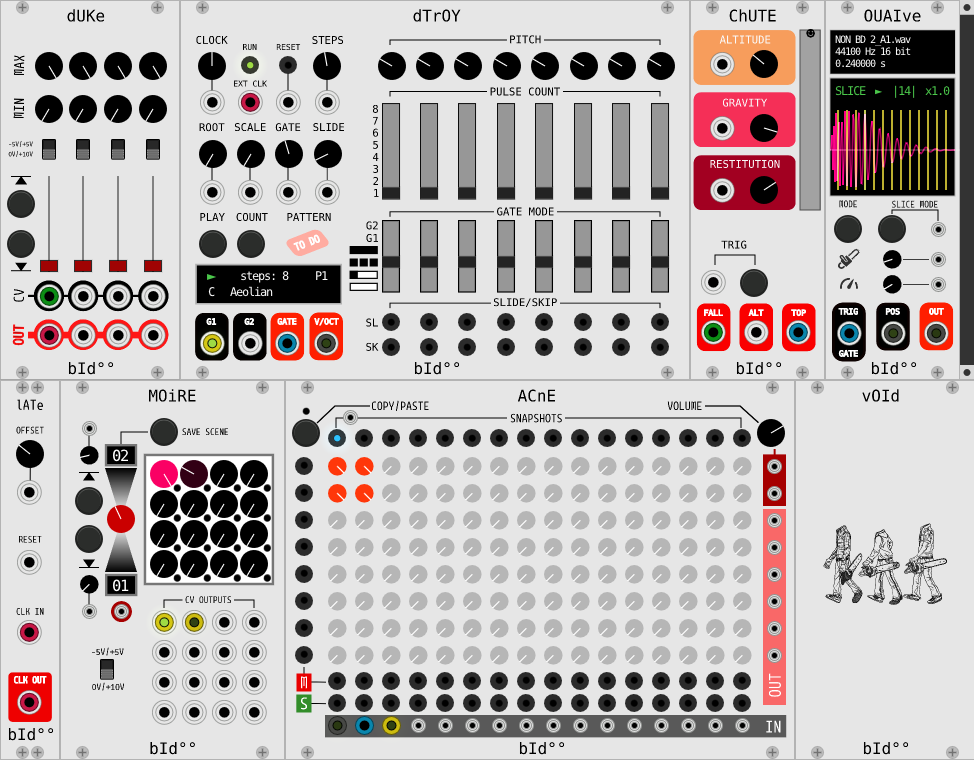 dUKe
MAX
MIN
-5V/+5V
0V/+10V
CV
OUT
bId°°
dTrOY
CLOCK
RUN
RESET
STEPS
EXT CLK
ROOT
SCALE
GATE
SLIDE
PLAY
COUNT
PATTERN
TO DO
► steps: 8 P1
C Aeolian
G1
G2
GATE
V/OCT
PITCH
PULSE COUNT
8
7
6
5
4
3
2
1
GATE MODE
G2
G1
SLIDE/SKIP
SL
SK
bId°°
ChUTE
ALTITUDE
GRAVITY
RESTITUTION
TRIG
FALL
ALT
TOP
bId°°
OUAIve
NON BD 2_A1.wav
44100 Hz 16 bit
0.240000 s
SLICE ► |14| x1.0
MODE
SLICE MODE
TRIG
GATE
POS
OUT
bId°°
lATe
OFFSET
RESET
CLK IN
CLK OUT
bId°°
MOiRE
02
SAVE SCENE
01
CV OUTPUTS
-5V/+5V
0V/+10V
bId°°
ACnE
COPY/PASTE
SNAPSHOTS
VOLUME
M
S
OUT
IN
bId°°
vOId
bId°°